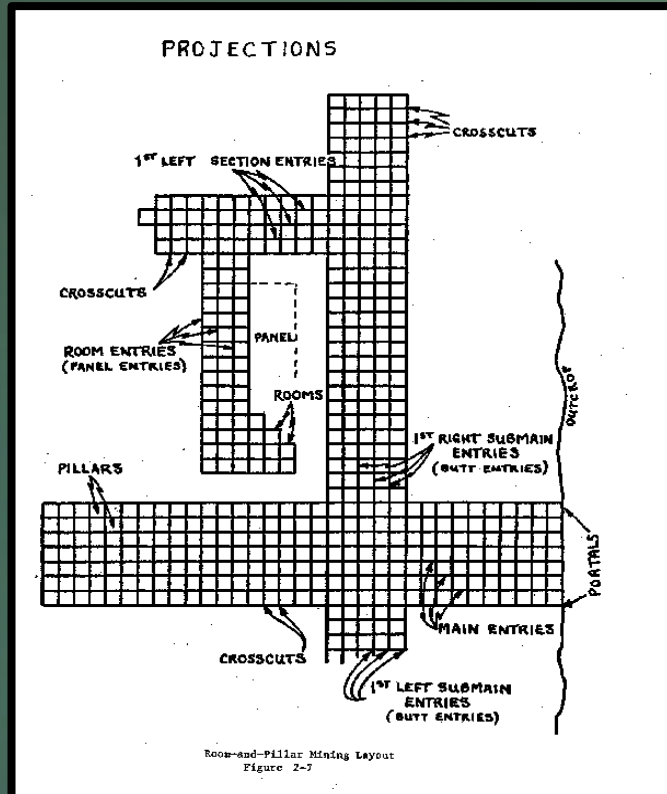 PROJECTIONS
CROSSCUTS
1ST LEFT SECTION ENTRIES
CROSSCUTS
ROOM ENTRIES
(PANEL ENTRIES)
PANEL
ROOMS
OUTCROP
1ST RIGHT SUBMAIN
ENTRIES
(BUTT ENTRIES)
PILLARS
PORTALS
MAIN ENTRIES
CROSSCUTS
1ST LEFT SUBMAIN
ENTRIES
(BUTT ENTRIES)
Room-and-Pillar Mining Layout
Figure 2-7